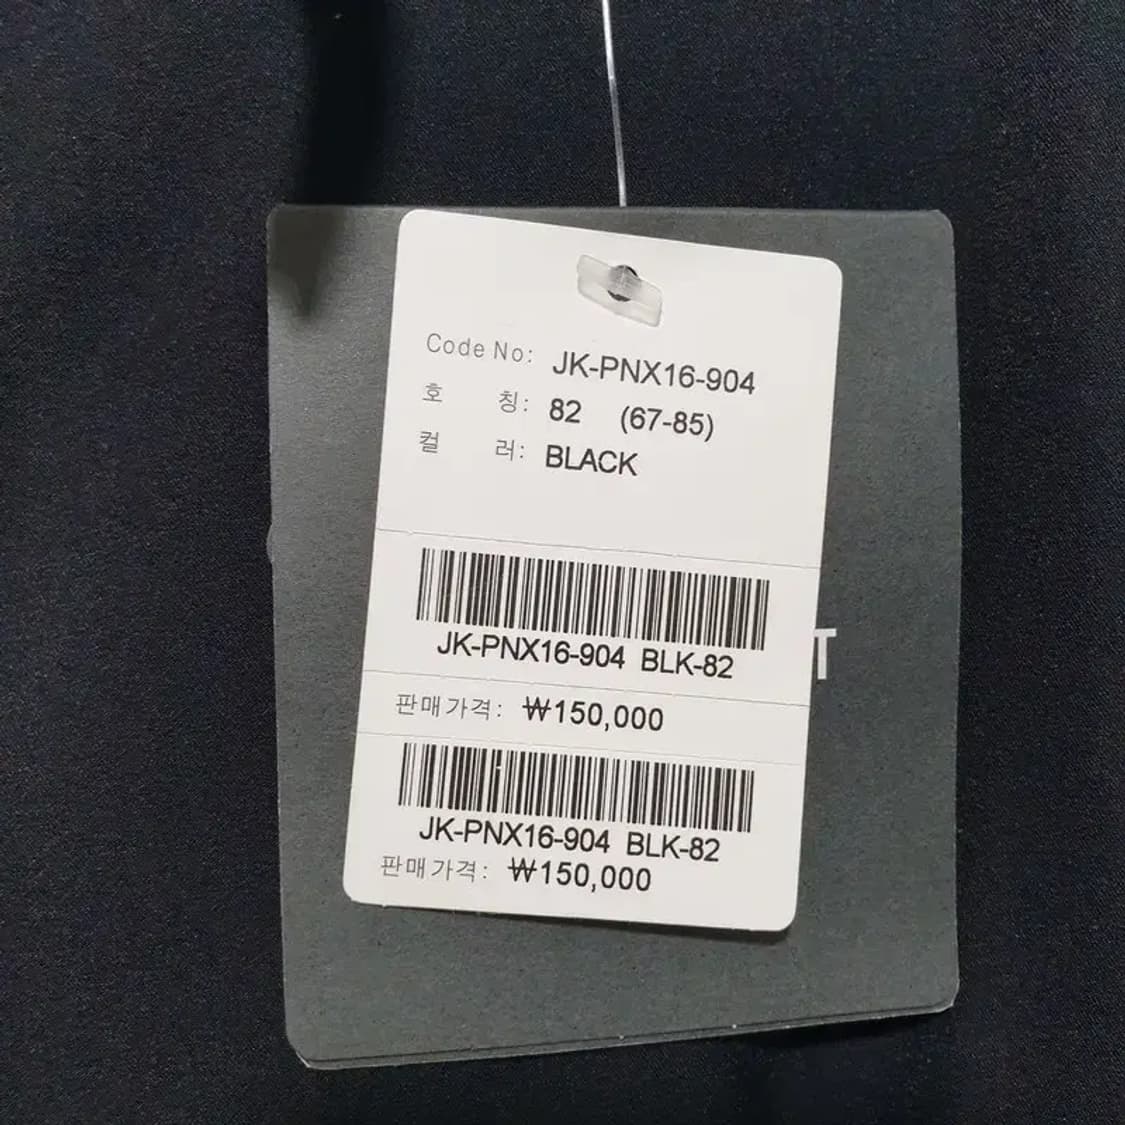 Code No: JK-PNX16-904
호 칭: 82 (67-85)
컬 러: BLACK
JK-PNX16-904 BLK-82
판매가격: ₩150,000
JK-PNX16-904 BLK-82
판매가격: ₩150,000
T